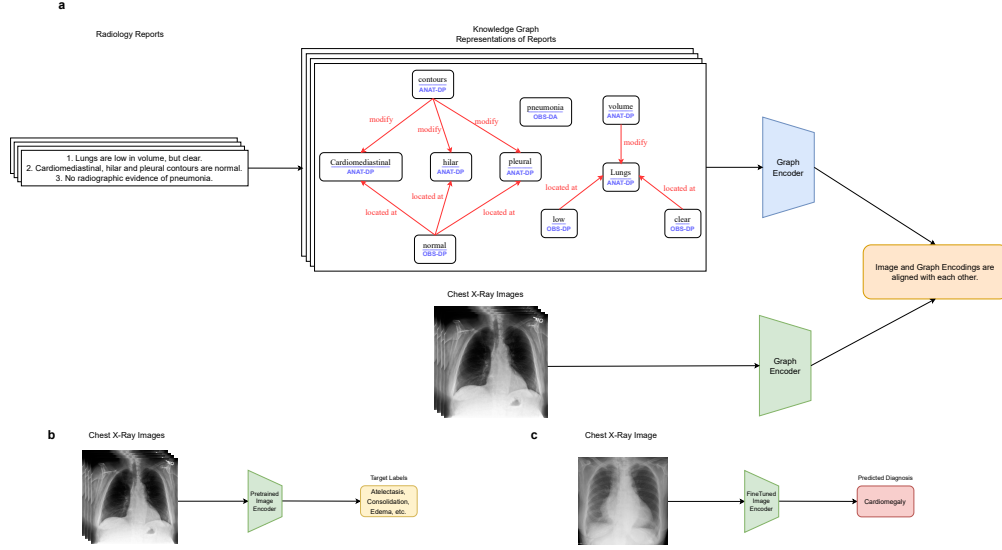 a
Radiology Reports
Knowledge Graph
Representations of Reports
1. Lungs are low in volume, but clear.
2. Cardiomediastinal, hilar and pleural contours are normal.
3. No radiographic evidence of pneumonia.
contours
ANAT-DP
pneumonia
OBS-DA
volume
ANAT-DP
modify
modify
modify
modify
Cardiomediastinal
ANAT-DP
hilar
ANAT-DP
pleural
ANAT-DP
Lungs
ANAT-DP
located at
located at
located at
located at
located at
normal
OBS-DP
low
OBS-DP
clear
OBS-DP
Graph
Encoder
Image and Graph Encodings are
aligned with each other.
Chest X-Ray Images
Graph
Encoder
b
Chest X-Ray Images
Pretrained
Image
Encoder
Target Labels
Atelectasis,
Consolidation,
Edema, etc.
c
Chest X-Ray Image
FineTuned
Image
Encoder
Predicted Diagnosis
Cardiomegaly